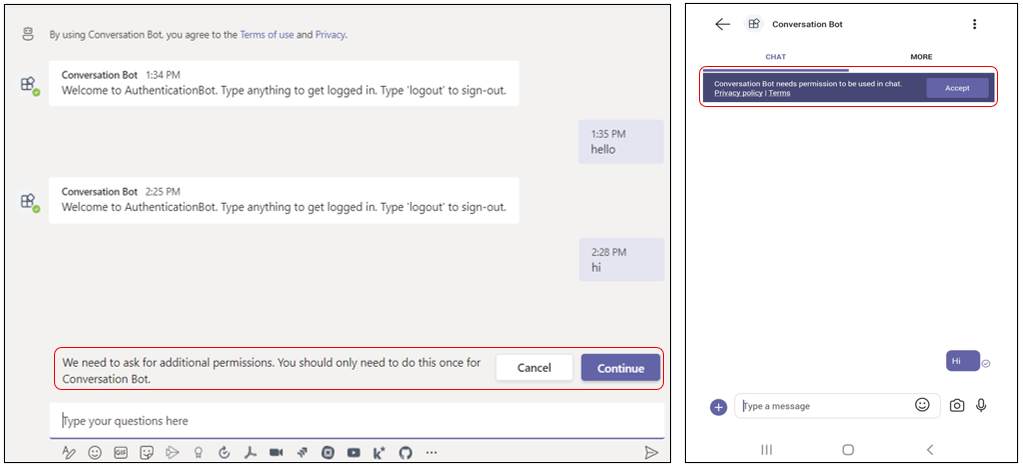 By using Conversation Bot, you agree to the Terms of use and Privacy.
Conversation Bot 1:34 PM
Welcome to AuthenticationBot. Type anything to get logged in. Type 'logout' to sign-out.
1:35 PM
hello
Conversation Bot 2:25 PM
Welcome to AuthenticationBot. Type anything to get logged in. Type 'logout' to sign-out.
2:28 PM
hi
We need to ask for additional permissions. You should only need to do this once for
Conversation Bot.
Cancel
Continue
Type your questions here
GIF
Conversation Bot
CHAT
MORE
Conversation Bot needs permission to be used in chat.
Privacy policy | Terms
Accept
Hi
Type a message